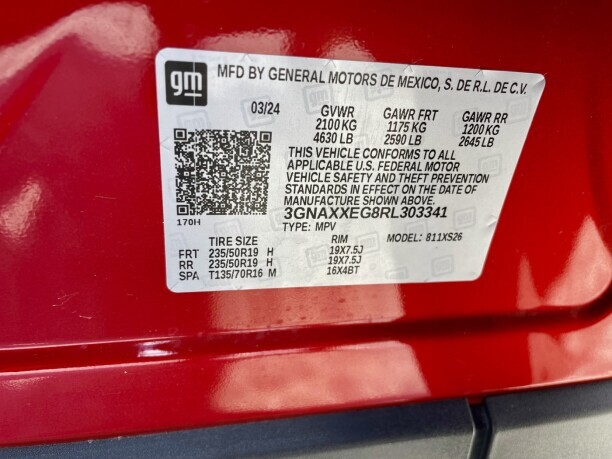 gm MFD BY GENERAL MOTORS DE MEXICO, S. DE R.L. DE C.V.
03/24 GVWR GAWR FRT GAWR RR
2100 KG 1175 KG 1200 KG
4630 LB 2590 LB 2645 LB
THIS VEHICLE CONFORMS TO ALL
APPLICABLE U.S. FEDERAL MOTOR
VEHICLE SAFETY AND THEFT PREVENTION
STANDARDS IN EFFECT ON THE DATE OF
MANUFACTURE SHOWN ABOVE.
170H 3GNAXXEG8RL303341
TYPE: MPV MODEL: 811XS26
TIRE SIZE RIM
FRT 235/50R19 H 19X7.5J
RR 235/50R19 H 19X7.5J
SPA T135/70R16 M 16X4BT